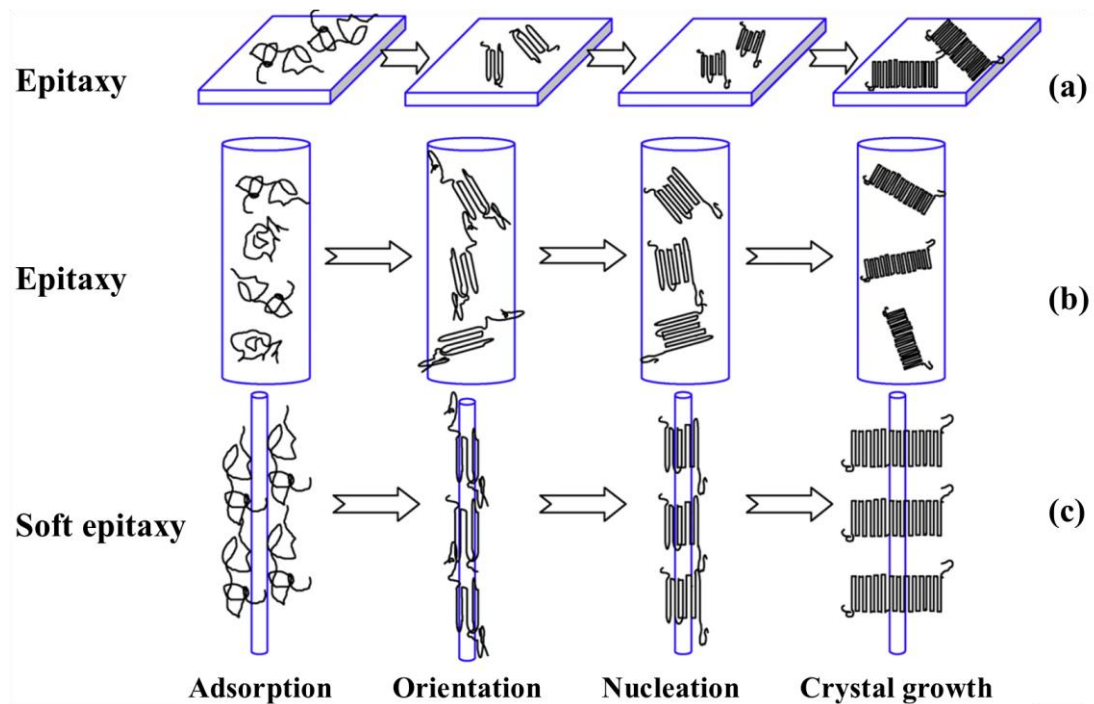 Epitaxy (a)
Epitaxy (b)
Soft epitaxy (c)
Adsorption Orientation Nucleation Crystal growth